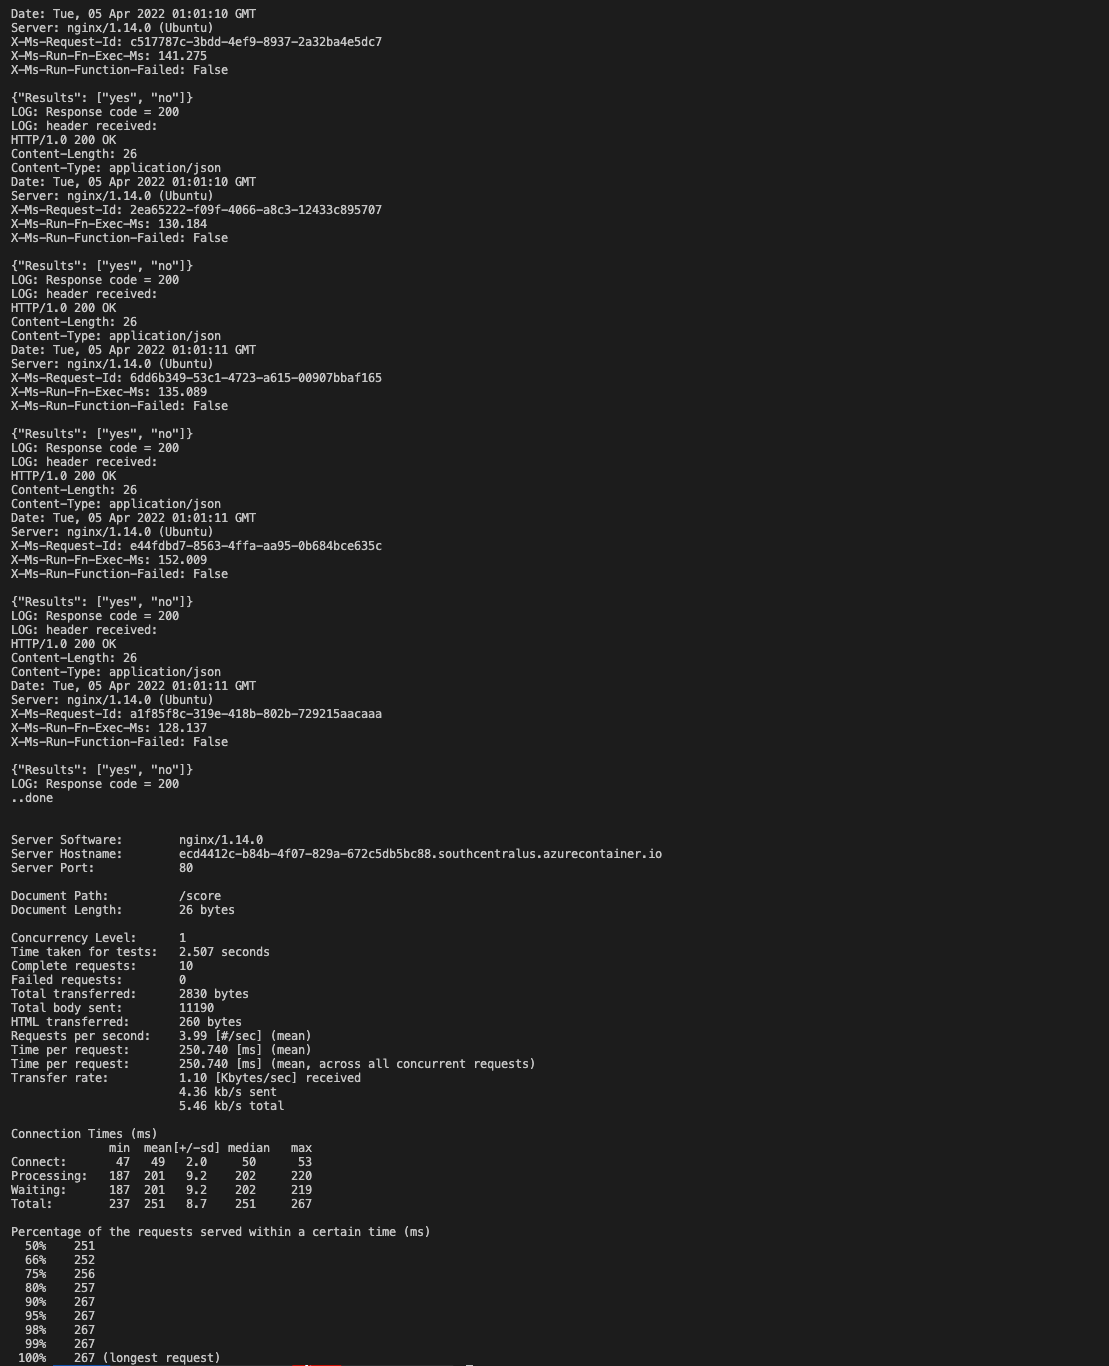 Date: Tue, 05 Apr 2022 01:01:10 GMT
Server: nginx/1.14.0 (Ubuntu)
X-Ms-Request-Id: c517787c-3bdd-4ef9-8937-2a32ba4e5dc7
X-Ms-Run-Fn-Exec-Ms: 141.275
X-Ms-Run-Function-Failed: False

{"Results": ["yes", "no"]}
LOG: Response code = 200
LOG: header received:
HTTP/1.0 200 OK
Content-Length: 26
Content-Type: application/json
Date: Tue, 05 Apr 2022 01:01:10 GMT
Server: nginx/1.14.0 (Ubuntu)
X-Ms-Request-Id: 2ea65222-f09f-4066-a8c3-12433c895707
X-Ms-Run-Fn-Exec-Ms: 130.184
X-Ms-Run-Function-Failed: False

{"Results": ["yes", "no"]}
LOG: Response code = 200
LOG: header received:
HTTP/1.0 200 OK
Content-Length: 26
Content-Type: application/json
Date: Tue, 05 Apr 2022 01:01:11 GMT
Server: nginx/1.14.0 (Ubuntu)
X-Ms-Request-Id: 6dd6b349-53c1-4723-a615-00907bbaf165
X-Ms-Run-Fn-Exec-Ms: 135.089
X-Ms-Run-Function-Failed: False

{"Results": ["yes", "no"]}
LOG: Response code = 200
LOG: header received:
HTTP/1.0 200 OK
Content-Length: 26
Content-Type: application/json
Date: Tue, 05 Apr 2022 01:01:11 GMT
Server: nginx/1.14.0 (Ubuntu)
X-Ms-Request-Id: e44fdbd7-8563-4ffa-aa95-0b684bce635c
X-Ms-Run-Fn-Exec-Ms: 152.009
X-Ms-Run-Function-Failed: False

{"Results": ["yes", "no"]}
LOG: Response code = 200
LOG: header received:
HTTP/1.0 200 OK
Content-Length: 26
Content-Type: application/json
Date: Tue, 05 Apr 2022 01:01:11 GMT
Server: nginx/1.14.0 (Ubuntu)
X-Ms-Request-Id: a1f85f8c-319e-418b-802b-729215aacaaa
X-Ms-Run-Fn-Exec-Ms: 128.137
X-Ms-Run-Function-Failed: False

{"Results": ["yes", "no"]}
LOG: Response code = 200
..done

Server Software:        nginx/1.14.0
Server Hostname:        ecd4412c-b84b-4f07-829a-672c5db5bc88.southcentralus.azurecontainer.io
Server Port:            80

Document Path:          /score
Document Length:        26 bytes

Concurrency Level:      1
Time taken for tests:   2.507 seconds
Complete requests:      10
Failed requests:        0
Total transferred:      2830 bytes
Total body sent:        11190
HTML transferred:       260 bytes
Requests per second:    3.99 [#/sec] (mean)
Time per request:       250.740 [ms] (mean)
Time per request:       250.740 [ms] (mean, across all concurrent requests)
Transfer rate:          1.10 [Kbytes/sec] received
                        4.36 kb/s sent
                        5.46 kb/s total

Connection Times (ms)
              min  mean[+/-sd] median   max
Connect:       47   49   2.0     50      53
Processing:   187  201   9.2    202     220
Waiting:      187  201   9.2    202     219
Total:        237  251   8.7    251     267

Percentage of the requests served within a certain time (ms)
  50%    251
  66%    252
  75%    256
  80%    257
  90%    267
  95%    267
  98%    267
  99%    267
 100%    267 (longest request)